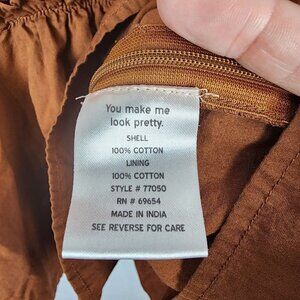 You make me
look pretty.
SHELL
100% COTTON
LINING
100% COTTON
STYLE # 77050
RN # 69654
MADE IN INDIA
SEE REVERSE FOR CARE